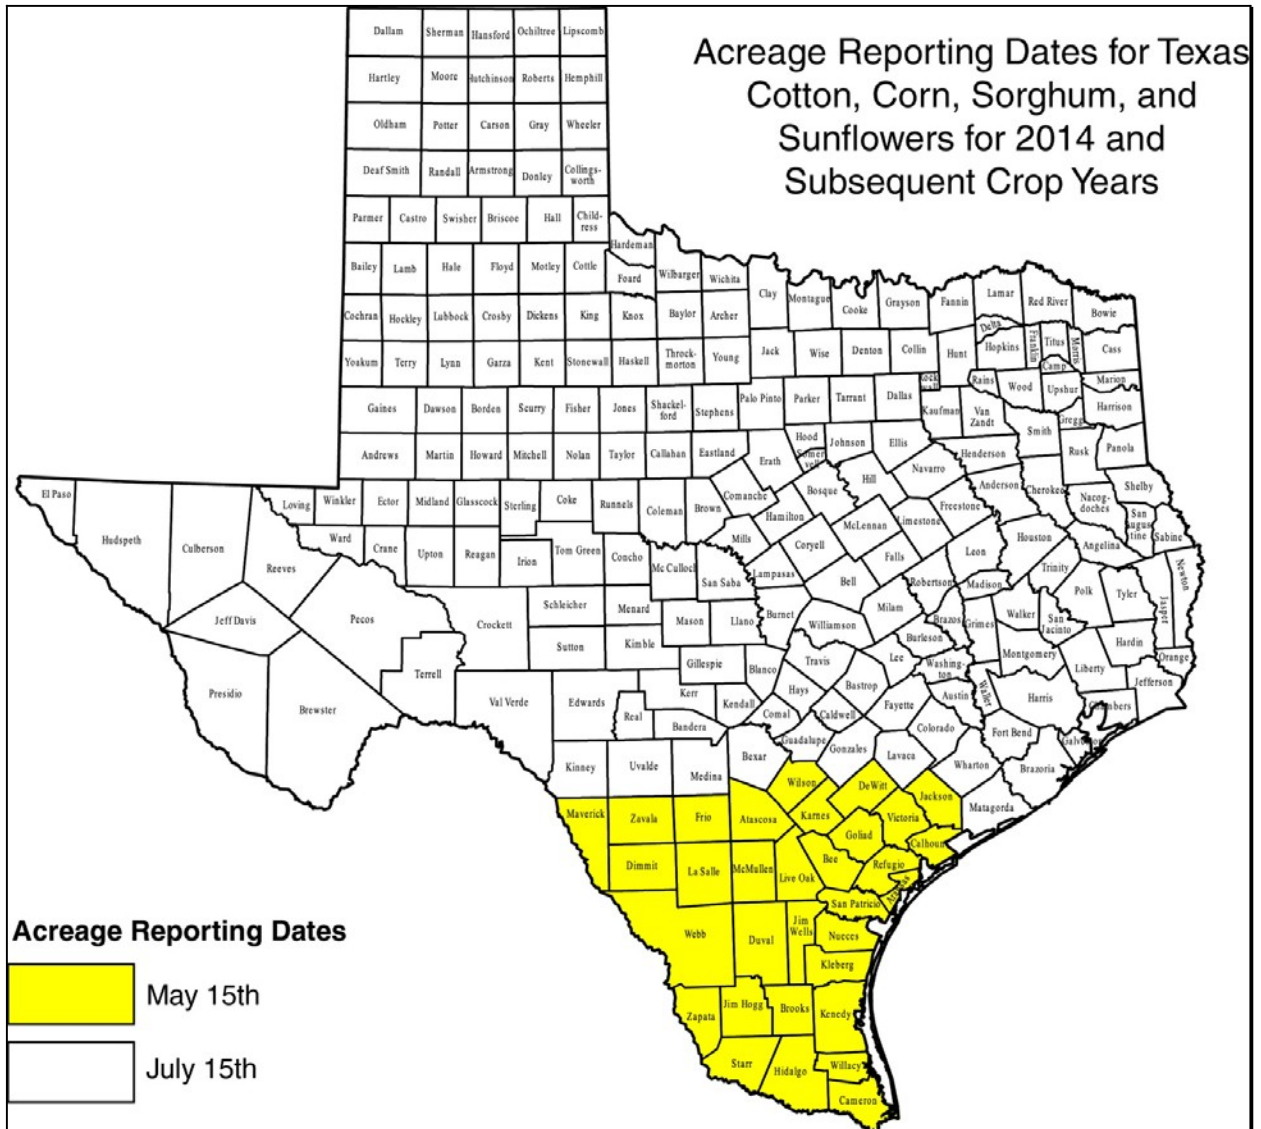 Acreage Reporting Dates for Texas
Cotton, Corn, Sorghum, and
Sunflowers for 2014 and
Subsequent Crop Years
Dallam Sherman Hansford Ochiltree Lipscomb
Hartley Moore Hutchinson Roberts Hemphill
Oldham Potter Carson Gray Wheeler
Deaf Smith Randall Armstrong Donley Collings-
worth
Parmer Castro Swisher Briscoe Hall Child-
ress
Hardeman
Bailey Lamb Hale Floyd Motley Cottle Foard Wilbarger Wichita
Clay Montague Cooke Grayson Fannin Lamar Red River Bowie
Cochran Hockley Lubbock Crosby Dickens King Knox Baylor Archer
Delta Hopkins Franklin Titus Morris Cass
Yoakum Terry Lynn Garza Kent Stonewall Haskell Throck-
morton Young Jack Wise Denton Collin Hunt Camp
Rock
wall Rains Wood Upshur Marion
Gaines Dawson Borden Scurry Fisher Jones Shackel-
ford Stephens Palo Pinto Parker Tarrant Dallas Kaufman Van
Zandt Smith Gregg Harrison
Andrews Martin Howard Mitchell Nolan Taylor Callahan Eastland Erath Hood Somer
vell Johnson Ellis Henderson Rusk Panola
El Paso Hudspeth Culberson Loving Winkler Ector Midland Glasscock Sterling Coke Runnels Coleman Brown Comanche Bosque Hill Navarro Anderson Cherokee Nacog-
doches Shelby
Hamilton McLennan Limestone Freestone San
Augus
tine Sabine
Reeves Ward Crane Upton Reagan Irion Tom Green Concho Mc Culloch San Saba Mills Lampasas Coryell Falls Leon Houston Angelina
Trinity Newton
Jeff Davis Pecos Crockett Schleicher Menard Mason Llano Burnet Bell Milam Robertson Madison Polk Tyler Jasper
Sutton Kimble Williamson Brazos Grimes Walker San
Jacinto Hardin
Burleson Montgomery Liberty Orange
Presidio Brewster Terrell Val Verde Edwards Gillespie Blanco Travis Lee Washing-
ton Jefferson
Kerr Kendall Hays Bastrop Austin Waller Harris Chambers
Real Bandera Comal Caldwell Fayette Colorado Fort Bend Galveston
Kinney Uvalde Medina Bexar Guadalupe Gonzales Lavaca Wharton Brazoria
Maverick Zavala Frio Atascosa Wilson Karnes DeWitt Victoria Jackson Matagorda
Dimmit La Salle McMullen Live Oak Bee Goliad Refugio Calhoun
San Patricio Aransas
Webb Duval Jim
Wells Nueces
Kleberg
Zapata Jim Hogg Brooks Kenedy
Starr Hidalgo Willacy
Cameron
Acreage Reporting Dates
May 15th
July 15th